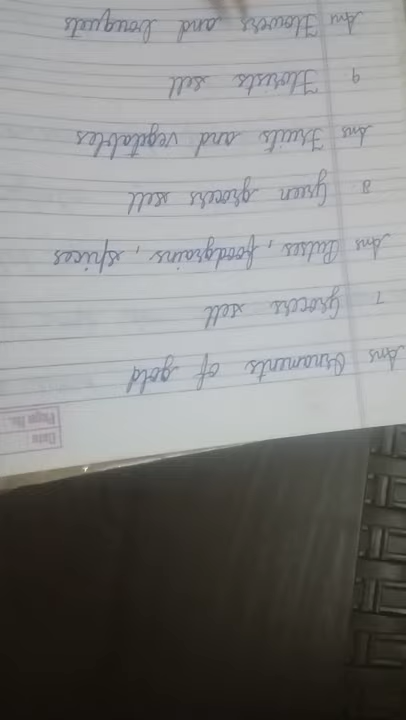 Page No.
Date
Ans Ornaments of gold
7 Grocers sell
Ans Pulses, foodgrains, spices
8 Green grocers sell
Ans Fruits and vegetables
9 Florists sell
Ans Flowers and bouquets